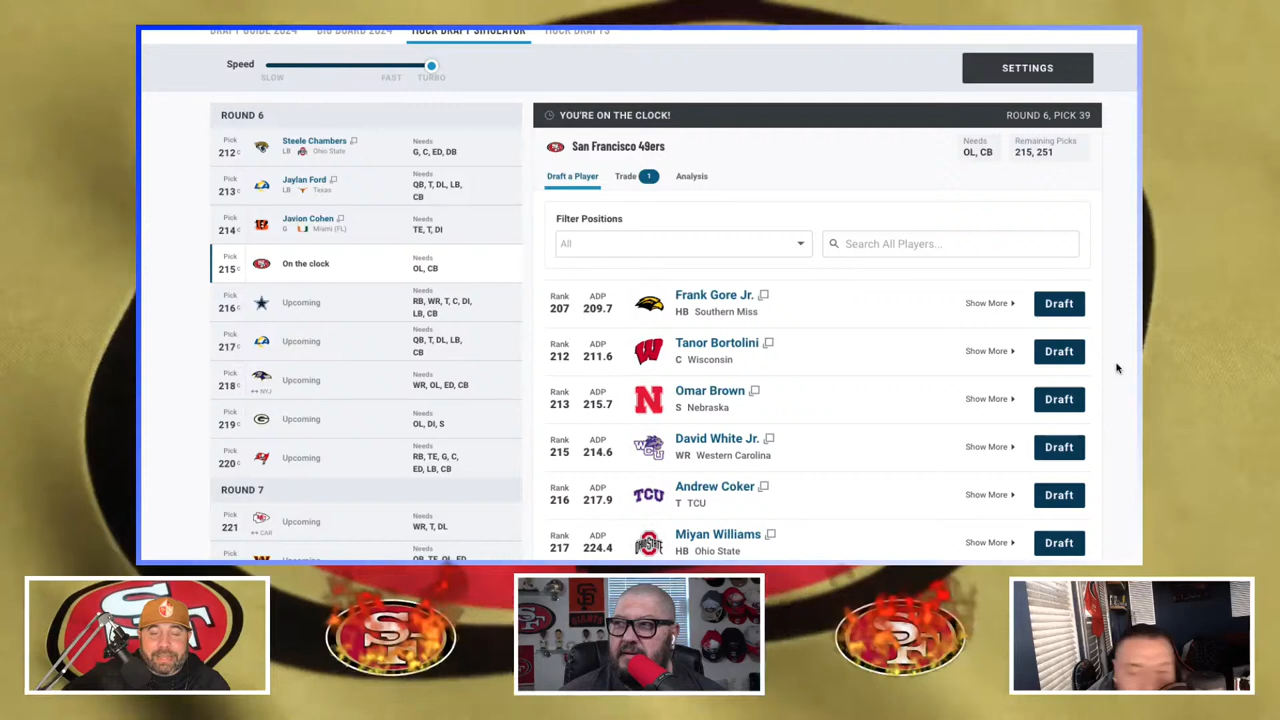 DRAFT GUIDE 2024 BIG BOARD 2024 MOCK DRAFT SIMULATOR MOCK DRAFTS
Speed
SLOW FAST TURBO
SETTINGS
ROUND 6
Pick
212 c
Steele Chambers
LB Ohio State
Needs
G, C, ED, DB
Pick
213 c
Jaylan Ford
LB Texas
Needs
QB, T, DL, LB,
CB
Pick
214 c
Javion Cohen
G Miami (FL)
Needs
TE, T, DI
Pick
215 c
On the clock
Needs
OL, CB
Pick
216 c
Upcoming
Needs
RB, WR, T, C, DI,
LB, CB
Pick
217 c
Upcoming
Needs
QB, T, DL, LB,
CB
Pick
218 c
↔ NYJ
Upcoming
Needs
WR, OL, ED, CB
Pick
219 c
Upcoming
Needs
OL, DI, S
Pick
220 c
Upcoming
Needs
RB, TE, G, C,
ED, LB, CB
ROUND 7
Pick
221
↔ CAR
Upcoming
Needs
WR, T, DL
YOU'RE ON THE CLOCK! ROUND 6, PICK 39
San Francisco 49ers
Needs
OL, CB
Remaining Picks
215, 251
Draft a Player Trade 1 Analysis
Filter Positions
All
Search All Players...
Rank
207
ADP
209.7
Frank Gore Jr.
HB Southern Miss
Show More Draft
Rank
212
ADP
211.6
Tanor Bortolini
C Wisconsin
Show More Draft
Rank
213
ADP
215.7
Omar Brown
S Nebraska
Show More Draft
Rank
215
ADP
214.6
David White Jr.
WR Western Carolina
Show More Draft
Rank
216
ADP
217.9
Andrew Coker
T TCU
Show More Draft
Rank
217
ADP
224.4
Miyan Williams
HB Ohio State
Show More Draft